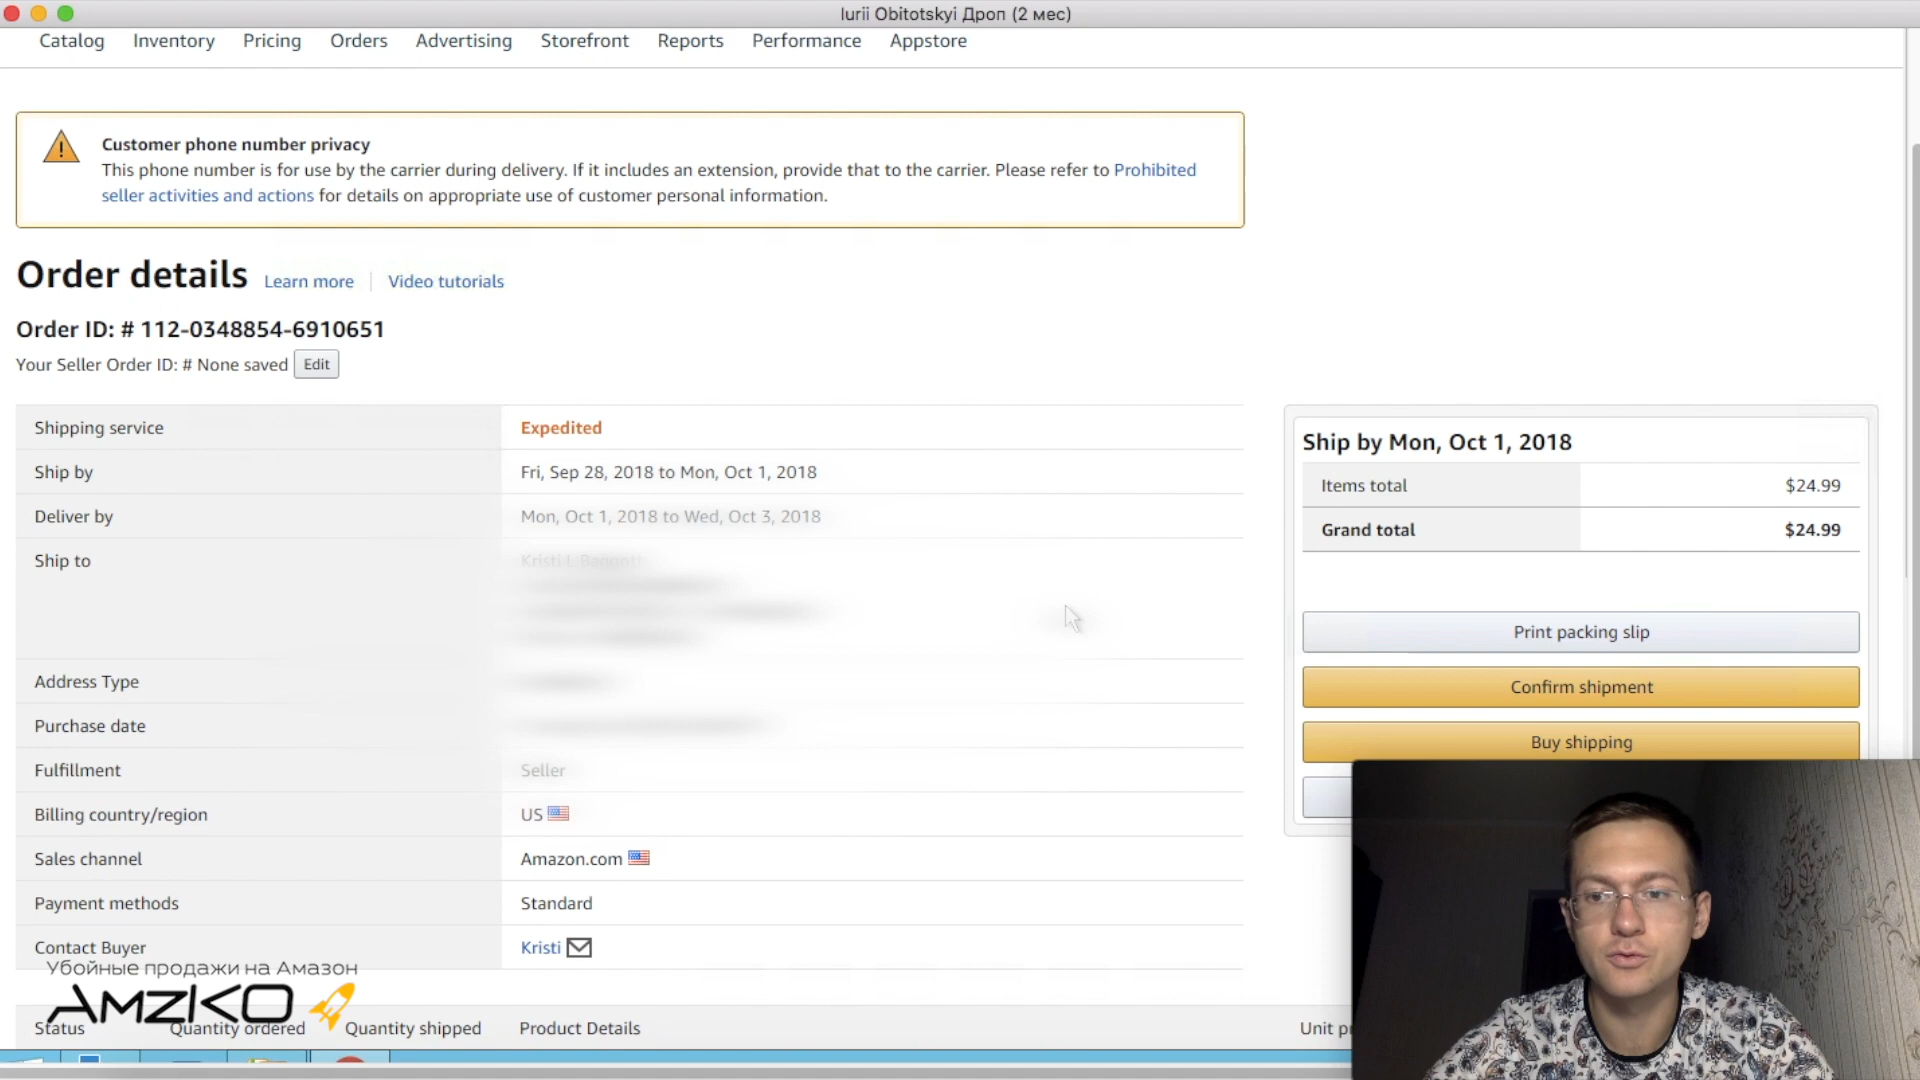 Iurii Obitotskyi Дроп (2 мес)
Catalog Inventory Pricing Orders Advertising Storefront Reports Performance Appstore
Customer phone number privacy
This phone number is for use by the carrier during delivery. If it includes an extension, provide that to the carrier. Please refer to Prohibited
seller activities and actions for details on appropriate use of customer personal information.
Order details Learn more Video tutorials
Order ID: # 112-0348854-6910651
Your Seller Order ID: # None saved Edit
Shipping service Expedited
Ship by Fri, Sep 28, 2018 to Mon, Oct 1, 2018
Deliver by Mon, Oct 1, 2018 to Wed, Oct 3, 2018
Ship to Kristi L
Address Type
Purchase date
Fulfillment Seller
Billing country/region US
Sales channel Amazon.com
Payment methods Standard
Contact Buyer Kristi
Ship by Mon, Oct 1, 2018
Items total $24.99
Grand total $24.99
Print packing slip
Confirm shipment
Buy shipping
Убойные продажи на Амазон
AMZIKO
Status Quantity ordered Quantity shipped Product Details Unit